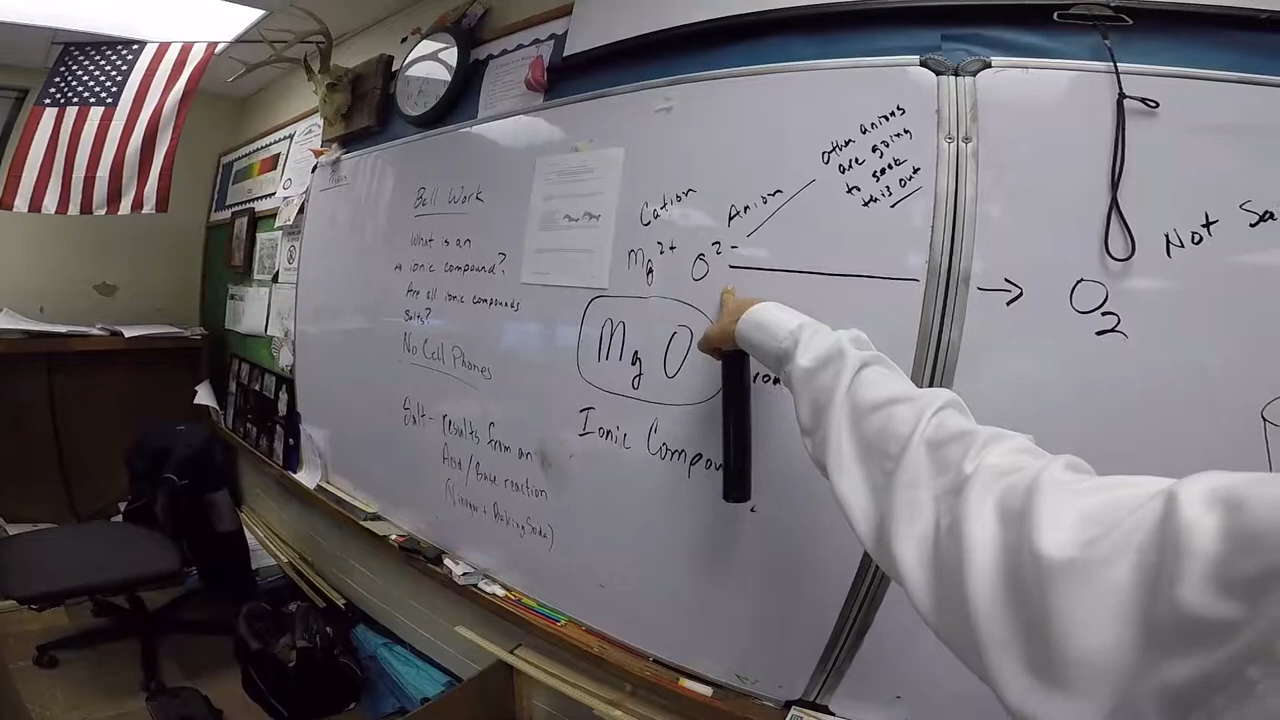 Bell Work
What is an
ionic compound?
Are all ionic compounds
salts?
No Cell Phones
Salt- results from an
Acid/Base reaction
(Vinegar + Baking Soda)
Cation
Anion
Mg²⁺ O²⁻
other anions
are going
to seek
this out
MgO
Ionic Compou
→ O₂
Not Sa